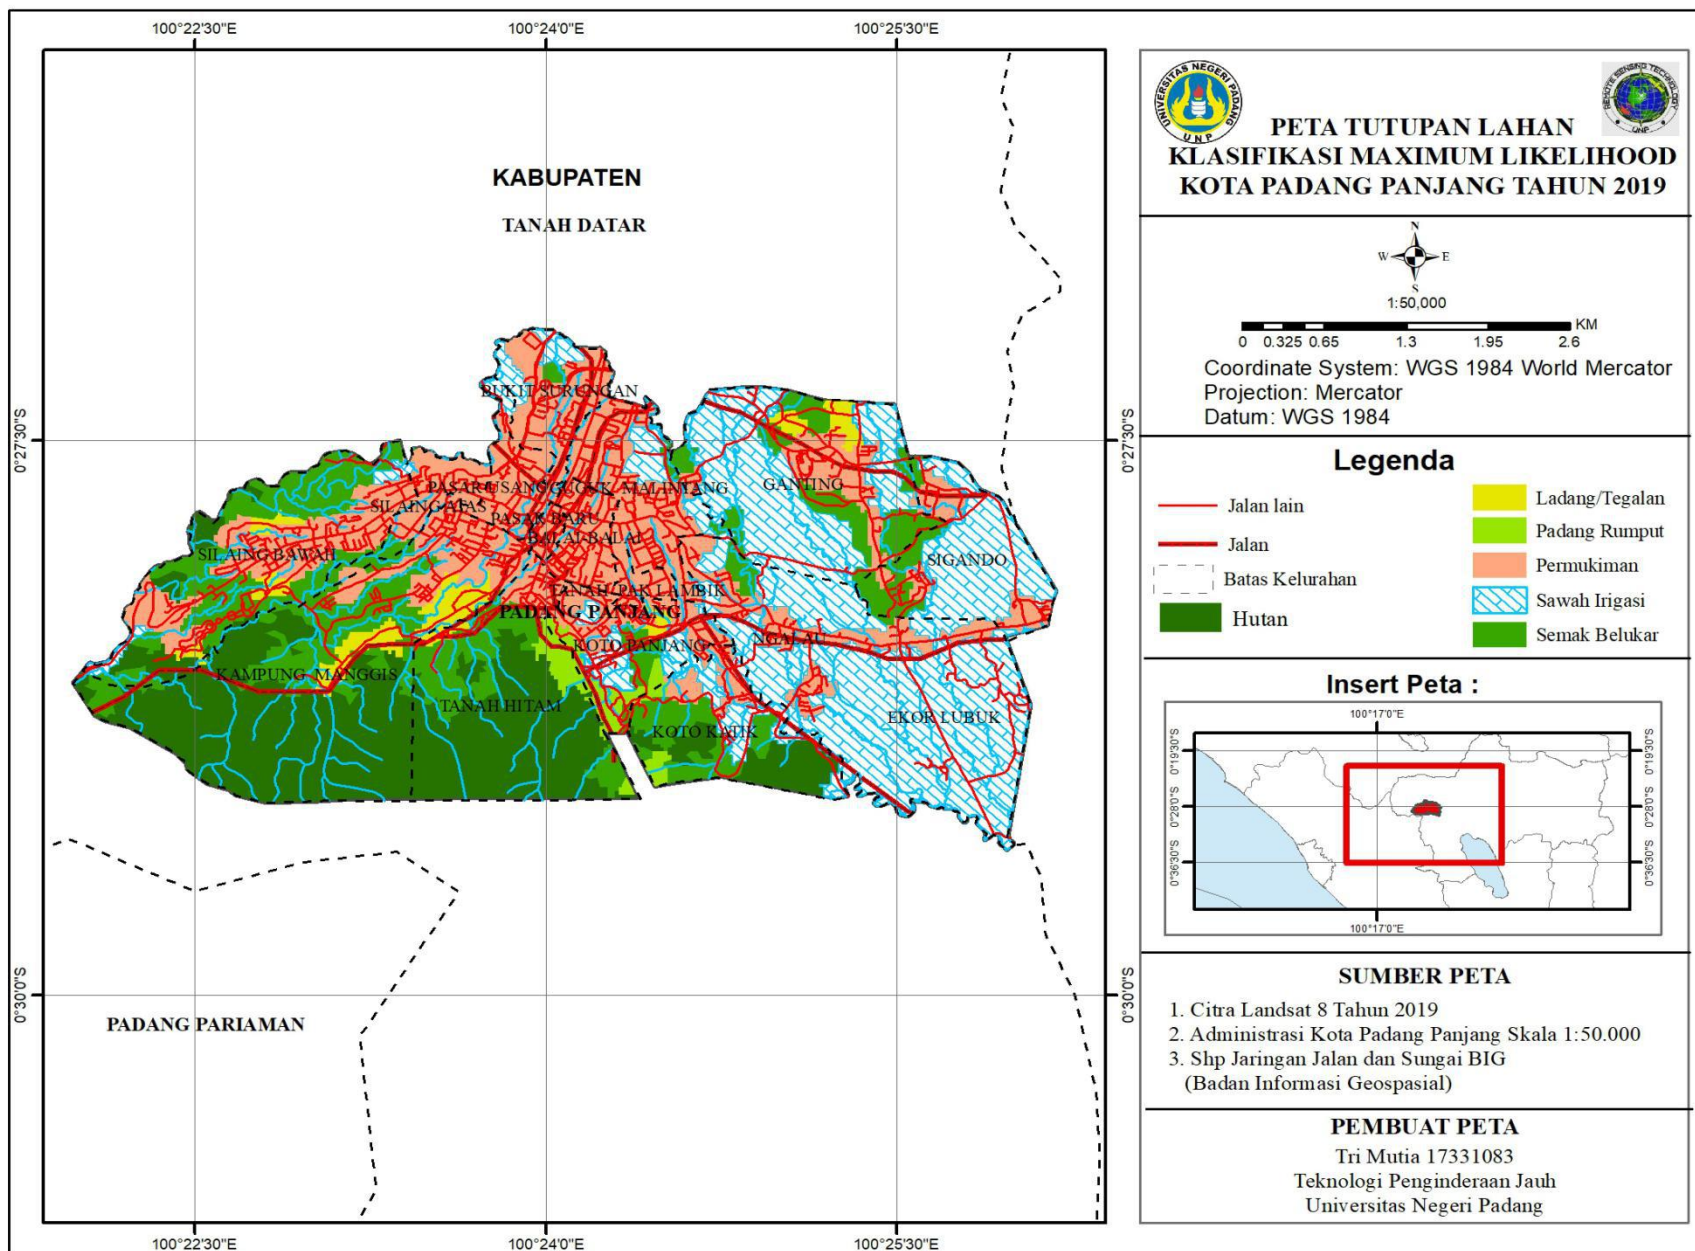 100°22'30"E
100°24'0"E
100°25'30"E
0°27'30"S
0°27'30"S
0°30'0"S
0°30'0"S
100°22'30"E
100°24'0"E
100°25'30"E
KABUPATEN
TANAH DATAR
BUKIT SURUNGAN
PASAR USANG
GUGUK MALINTANG
GANTING
SILAING ATAS
PASAR BARU
BALAI-BALAI
SILAING BAWAH
SIGANDO
TANAH PAK LAMBIK
PADANG PANJANG
KOTO PANJANG
NGALAU
KAMPUNG MANGGIS
TANAH HITAM
KOTO KATIK
EKOR LUBUK
PADANG PARIAMAN
UNIVERSITAS NEGERI PADANG
UNP
REMOTE SENSING TECHNOLOGY
UNP
PETA TUTUPAN LAHAN
KLASIFIKASI MAXIMUM LIKELIHOOD
KOTA PADANG PANJANG TAHUN 2019
N
W E
S
1:50,000
KM
0 0.325 0.65 1.3 1.95 2.6
Coordinate System: WGS 1984 World Mercator
Projection: Mercator
Datum: WGS 1984
Legenda
Jalan lain
Jalan
Batas Kelurahan
Hutan
Ladang/Tegalan
Padang Rumput
Permukiman
Sawah Irigasi
Semak Belukar
Insert Peta :
100°17'0"E
0°19'30"S
0°28'0"S
0°36'30"S
0°19'30"S
0°28'0"S
0°36'30"S
100°17'0"E
SUMBER PETA
1. Citra Landsat 8 Tahun 2019
2. Administrasi Kota Padang Panjang Skala 1:50.000
3. Shp Jaringan Jalan dan Sungai BIG
(Badan Informasi Geospasial)
PEMBUAT PETA
Tri Mutia 17331083
Teknologi Penginderaan Jauh
Universitas Negeri Padang